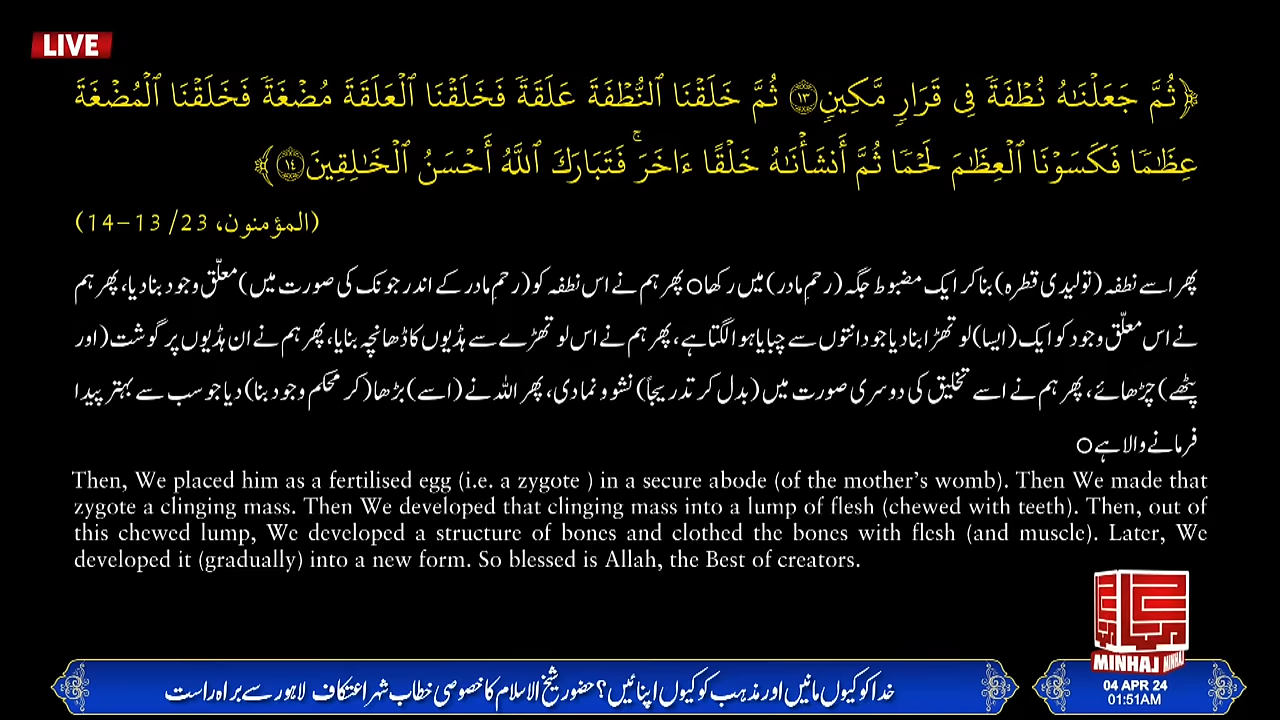 LIVE
﴿ثُمَّ جَعَلْنَٰهُ نُطْفَةً فِي قَرَارٍ مَّكِينٍ ۝١٣ ثُمَّ خَلَقْنَا ٱلنُّطْفَةَ عَلَقَةً فَخَلَقْنَا ٱلْعَلَقَةَ مُضْغَةً فَخَلَقْنَا ٱلْمُضْغَةَ
عِظَٰمًا فَكَسَوْنَا ٱلْعِظَٰمَ لَحْمًا ثُمَّ أَنشَأْنَٰهُ خَلْقًا ءَاخَرَ ۚ فَتَبَارَكَ ٱللَّهُ أَحْسَنُ ٱلْخَٰلِقِينَ ۝١٤﴾
(المؤمنون، 23/ 13–14)
پھر اسے نطفہ (تولیدی قطرہ) بنا کر ایک مضبوط جگہ (رحمِ مادر) میں رکھا○ پھر ہم نے اس نطفہ کو (رحمِ مادر کے اندر جونک کی صورت میں) معلّق وجود بنا دیا، پھر ہم
نے اس معلّق وجود کو ایک (ایسا) لوتھڑا بنا دیا جو دانتوں سے چبایا ہوا لگتا ہے، پھر ہم نے اس لوتھڑے سے ہڈیوں کا ڈھانچہ بنایا، پھر ہم نے ان ہڈیوں پر گوشت (اور
پٹھے) چڑھائے، پھر ہم نے اسے تخلیق کی دوسری صورت میں (بدل کر تدریجاً) نشوونما دی، پھر اللہ نے (اسے) بڑھا (کر محکم وجود بنا) دیا جو سب سے بہتر پیدا
فرمانے والا ہے○
Then, We placed him as a fertilised egg (i.e. a zygote ) in a secure abode (of the mother’s womb). Then We made that
zygote a clinging mass. Then We developed that clinging mass into a lump of flesh (chewed with teeth). Then, out of
this chewed lump, We developed a structure of bones and clothed the bones with flesh (and muscle). Later, We
developed it (gradually) into a new form. So blessed is Allah, the Best of creators.
MINHAJ MINHAJ
خدا کو کیوں مانیں اور مذہب کو کیوں اپنائیں؟ حضور شیخ الاسلام کا خصوصی خطاب شہر اعتکاف لاہور سے براہ راست
04 APR 24
01:51AM